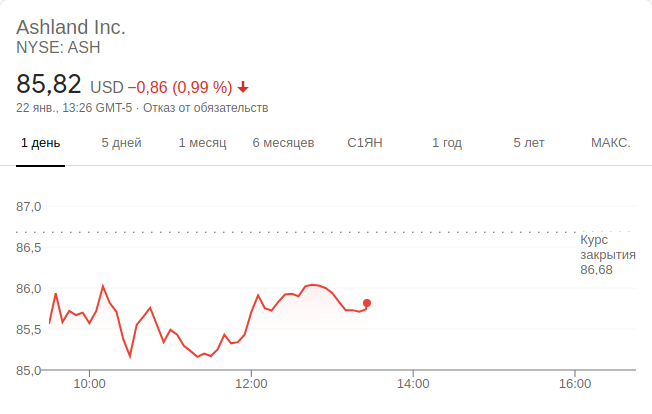 Ashland Inc.
NYSE: ASH
85,82 USD −0,86 (0,99 %)
22 янв., 13:26 GMT-5 · Отказ от обязательств
1 день 5 дней 1 месяц 6 месяцев С1ЯН 1 год 5 лет МАКС.
87,0
Курс
86,5
закрытия
86,68
86,0
85,5
85,0
10:00 12:00 14:00 16:00